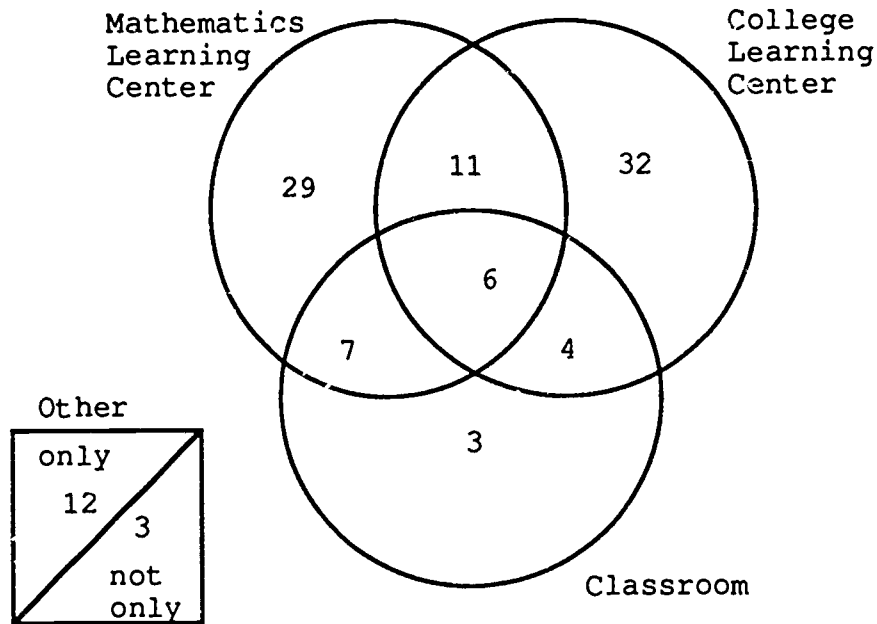 Mathematics
Learning
Center
College
Learning
Center
29
11
32
6
7
4
3
Other
only
12
3
not
only
Classroom